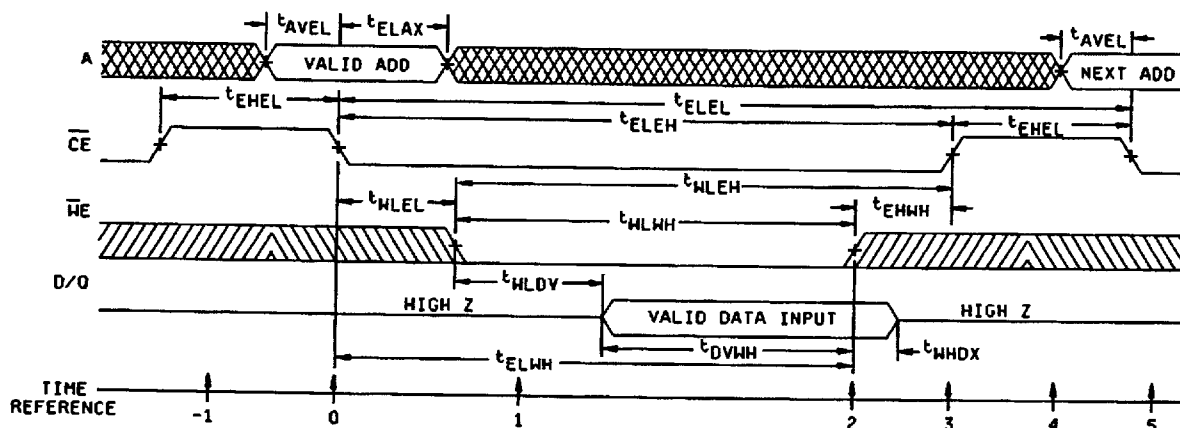 tAVEL tELAX tAVEL
A VALID ADD NEXT ADD
tEHEL tELEL
tELEH tEHEL
CE
tWLEH
tWLEL tEHWH
WE tWLWH
tWLDV
D/Q
HIGH Z VALID DATA INPUT HIGH Z
tDVWH tWHDX
tELWH
TIME
REFERENCE
-1 0 1 2 3 4 5